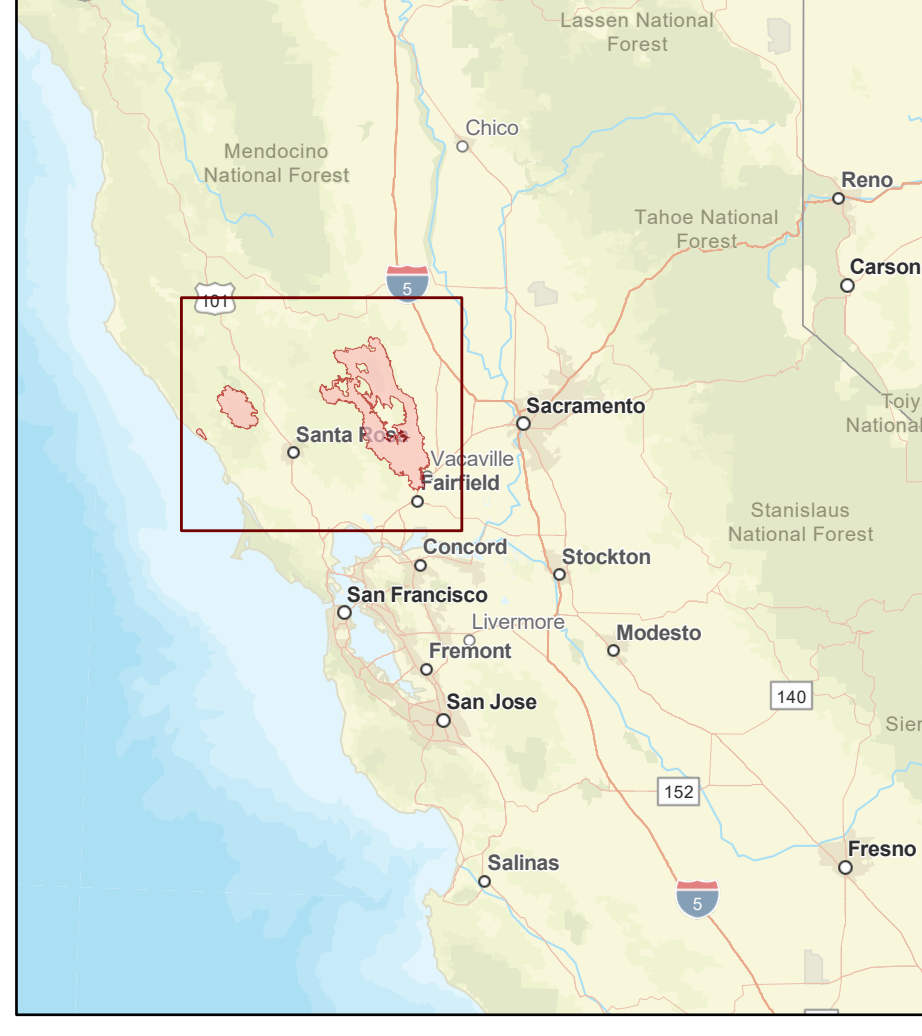 Lassen National
Forest
Chico
Mendocino
National Forest
Reno
Tahoe National
Forest
Carson
5
101
Toiy
National
Sacramento
Santa Rosa
Vacaville
Fairfield
Stanislaus
National Forest
Concord
Stockton
San Francisco
Livermore
Modesto
Fremont
140
San Jose
Sier
152
Fresno
Salinas
5